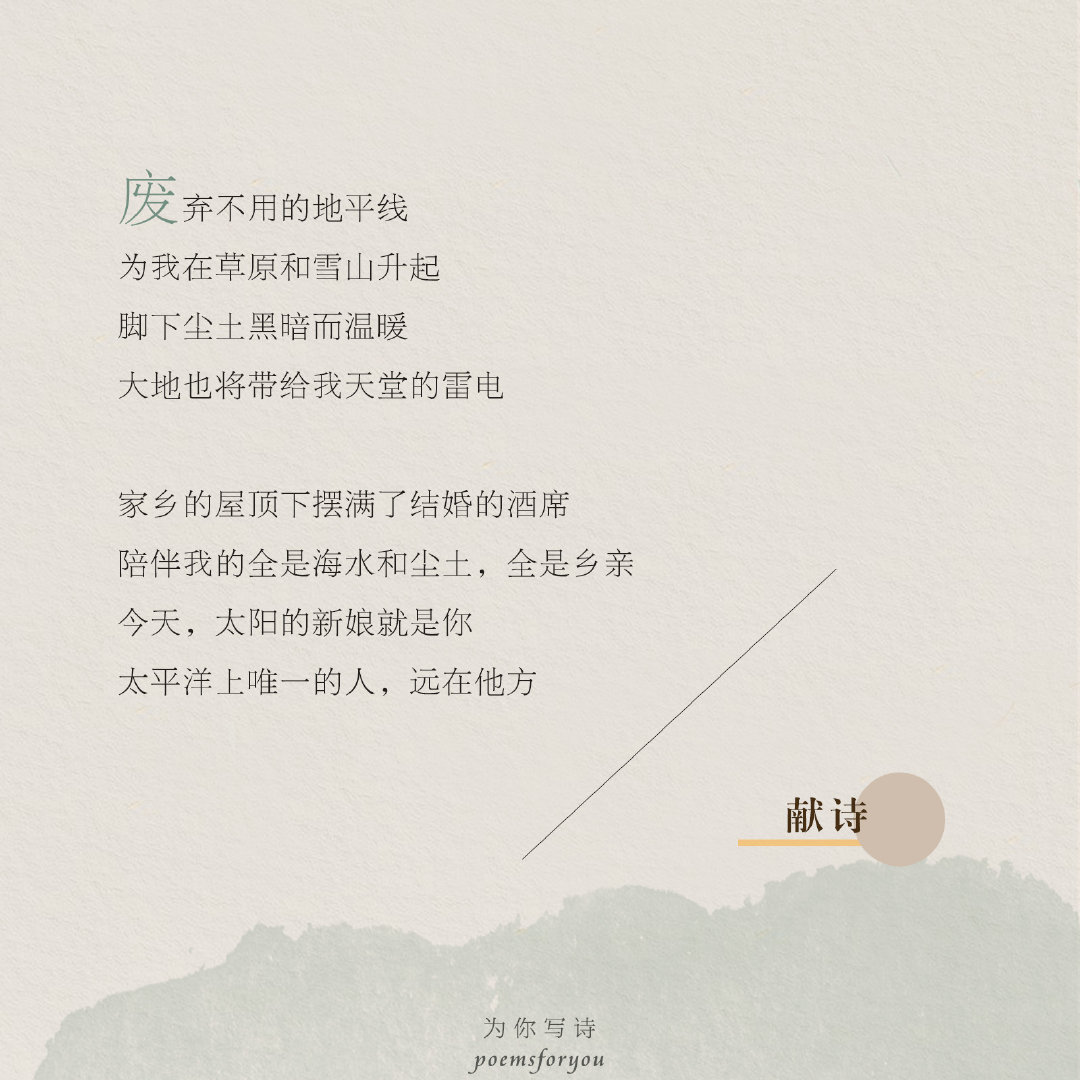 废弃不用的地平线
为我在草原和雪山升起
脚下尘土黑暗而温暖
大地也将带给我天堂的雷电
家乡的屋顶下摆满了结婚的酒席
陪伴我的全是海水和尘土，全是乡亲
今天，太阳的新娘就是你
太平洋上唯一的人，远在他方
献诗
为你写诗
poemsforyou